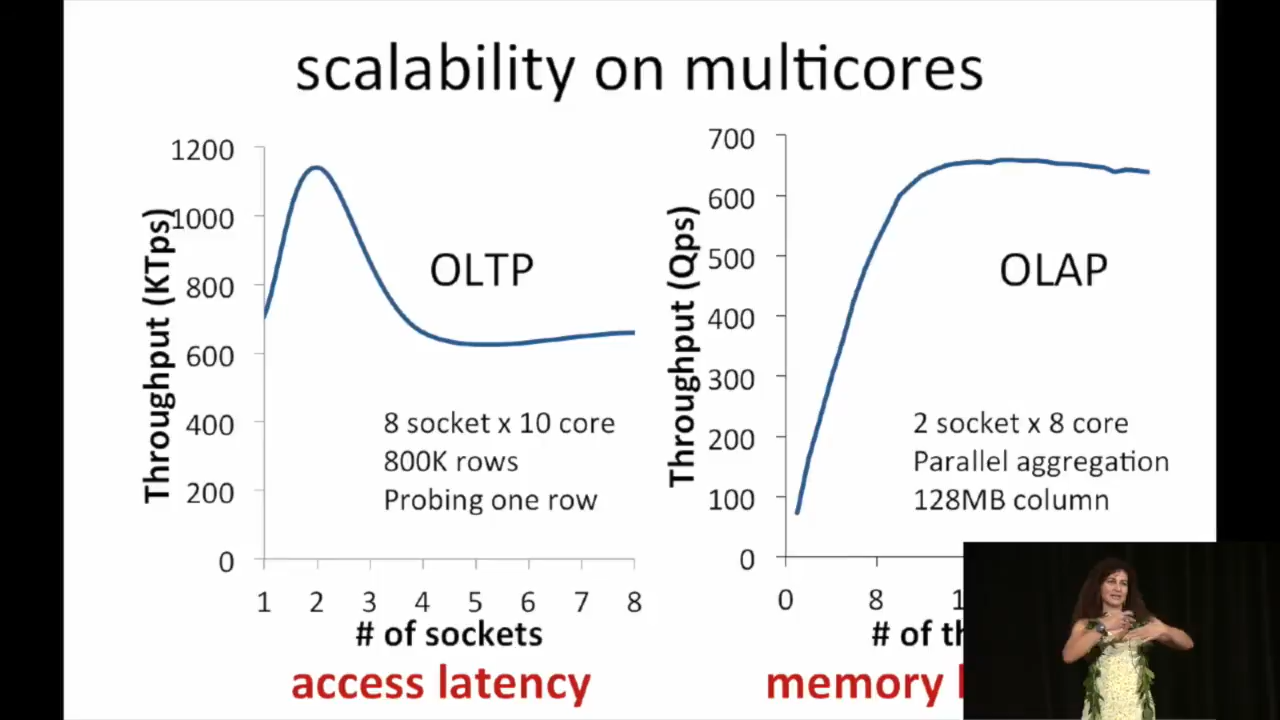 scalability on multicores
Throughput (KTps)
1200
1000
800
600
400
200
0
OLTP
8 socket x 10 core
800K rows
Probing one row
1 2 3 4 5 6 7 8
# of sockets
access latency
Throughput (Qps)
700
600
500
400
300
200
100
0
OLAP
2 socket x 8 core
Parallel aggregation
128MB column
0 8
# of
memory